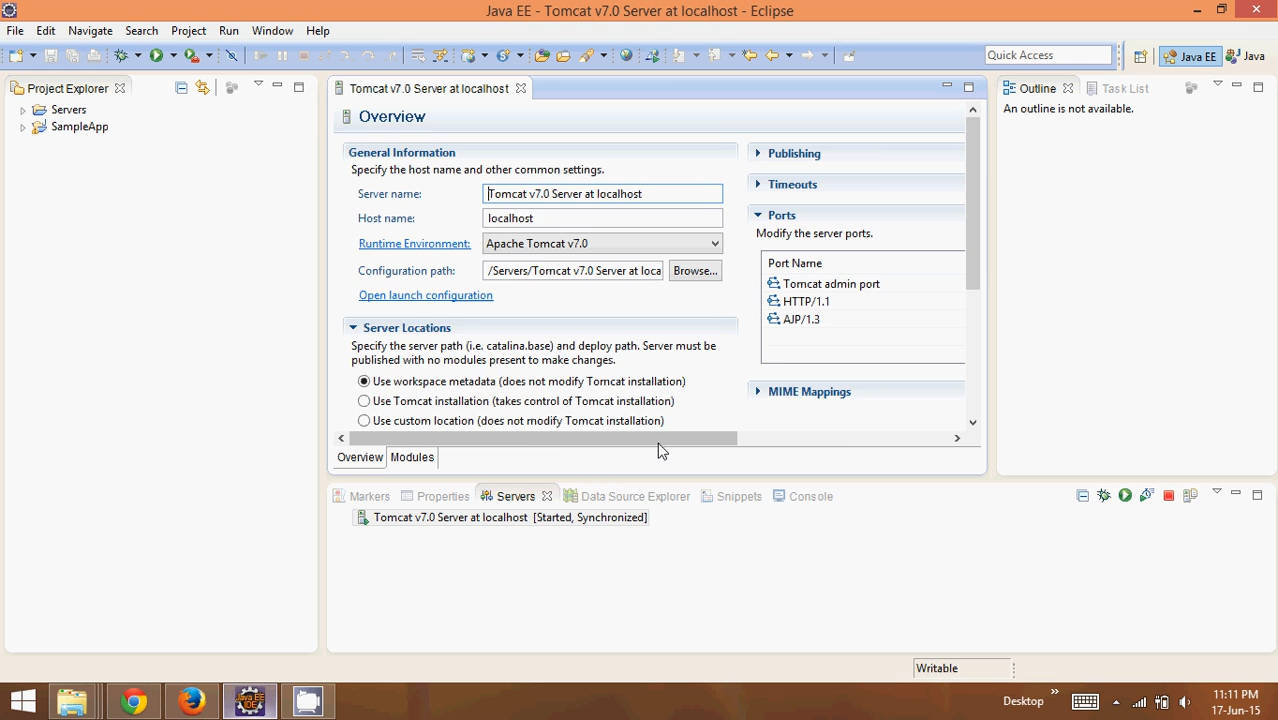 Java EE - Tomcat v7.0 Server at localhost - Eclipse
File Edit Navigate Search Project Run Window Help
Quick Access
Java EE
Java
Project Explorer
Servers
SampleApp
Tomcat v7.0 Server at localhost
Overview
General Information
Specify the host name and other common settings.
Server name: Tomcat v7.0 Server at localhost
Host name: localhost
Runtime Environment: Apache Tomcat v7.0
Configuration path: /Servers/Tomcat v7.0 Server at loca Browse...
Open launch configuration
Server Locations
Specify the server path (i.e. catalina.base) and deploy path. Server must be
published with no modules present to make changes.
Use workspace metadata (does not modify Tomcat installation)
Use Tomcat installation (takes control of Tomcat installation)
Use custom location (does not modify Tomcat installation)
Publishing
Timeouts
Ports
Modify the server ports.
Port Name
Tomcat admin port
HTTP/1.1
AJP/1.3
MIME Mappings
Overview Modules
Outline Task List
An outline is not available.
Markers Properties Servers Data Source Explorer Snippets Console
Tomcat v7.0 Server at localhost [Started, Synchronized]
Writable
Java EE
IDE
Desktop
11:11 PM
17-Jun-15